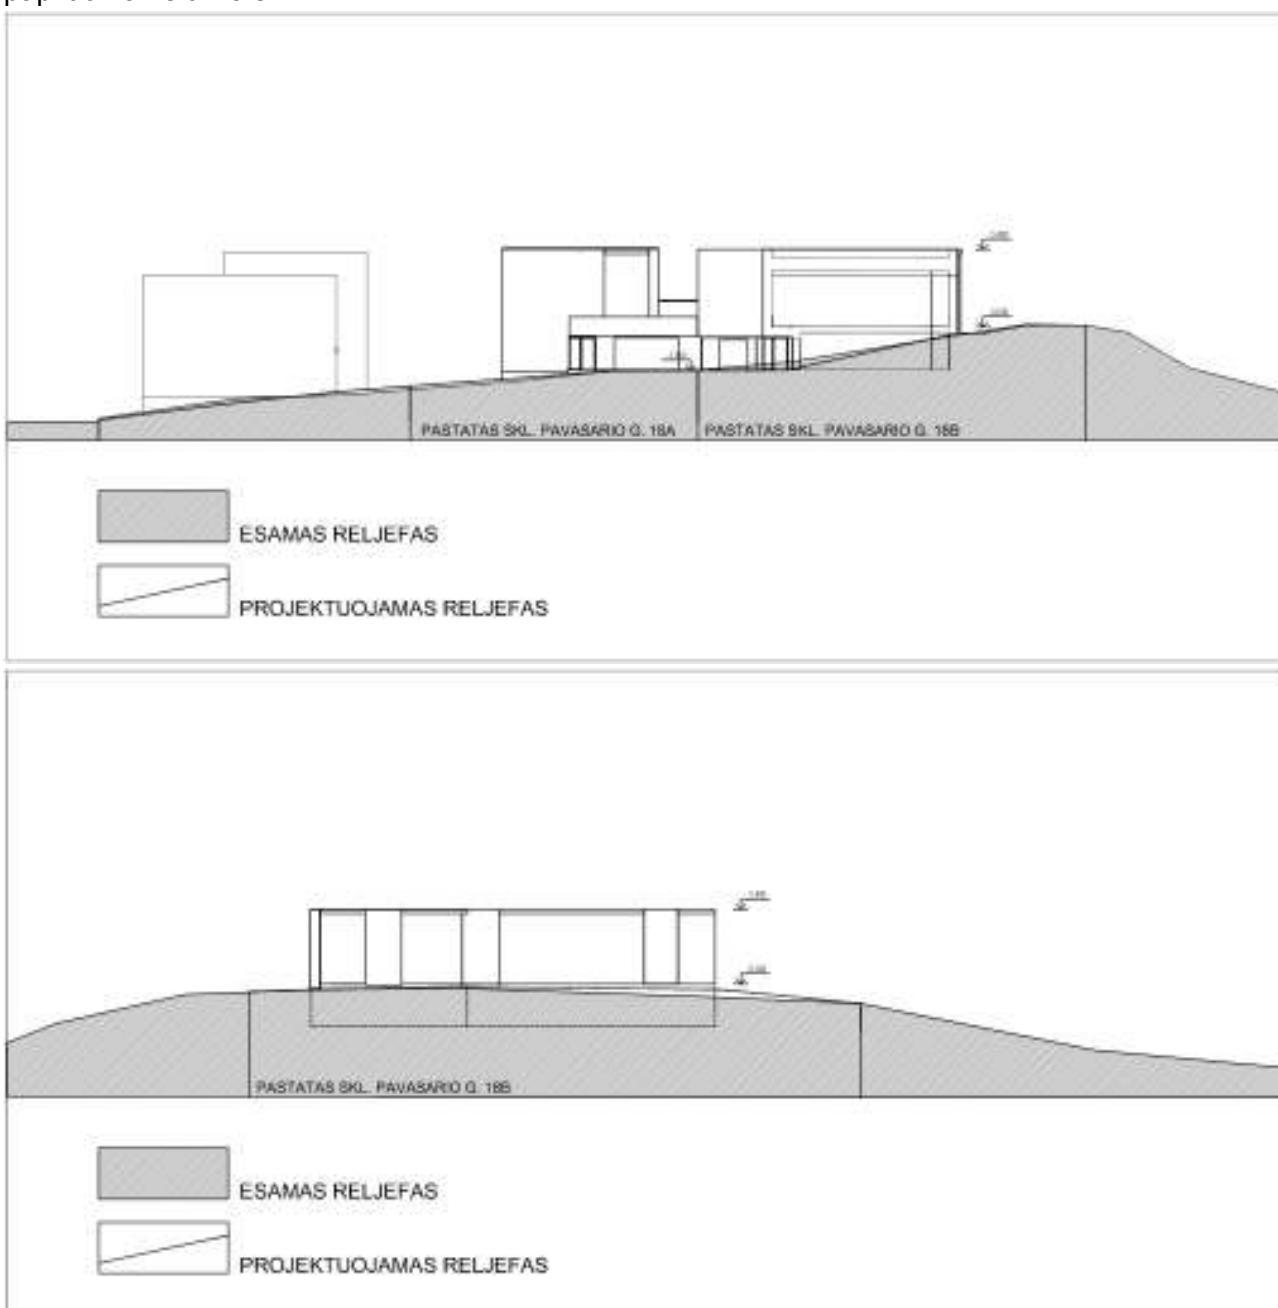 PASTATAS SKL. PAVASARIO G. 18A
PASTATAS SKL. PAVASARIO G. 18B
ESAMAS RELJEFAS
PROJEKTUOJAMAS RELJEFAS
PASTATAS SKL. PAVASARIO G. 18B
ESAMAS RELJEFAS
PROJEKTUOJAMAS RELJEFAS